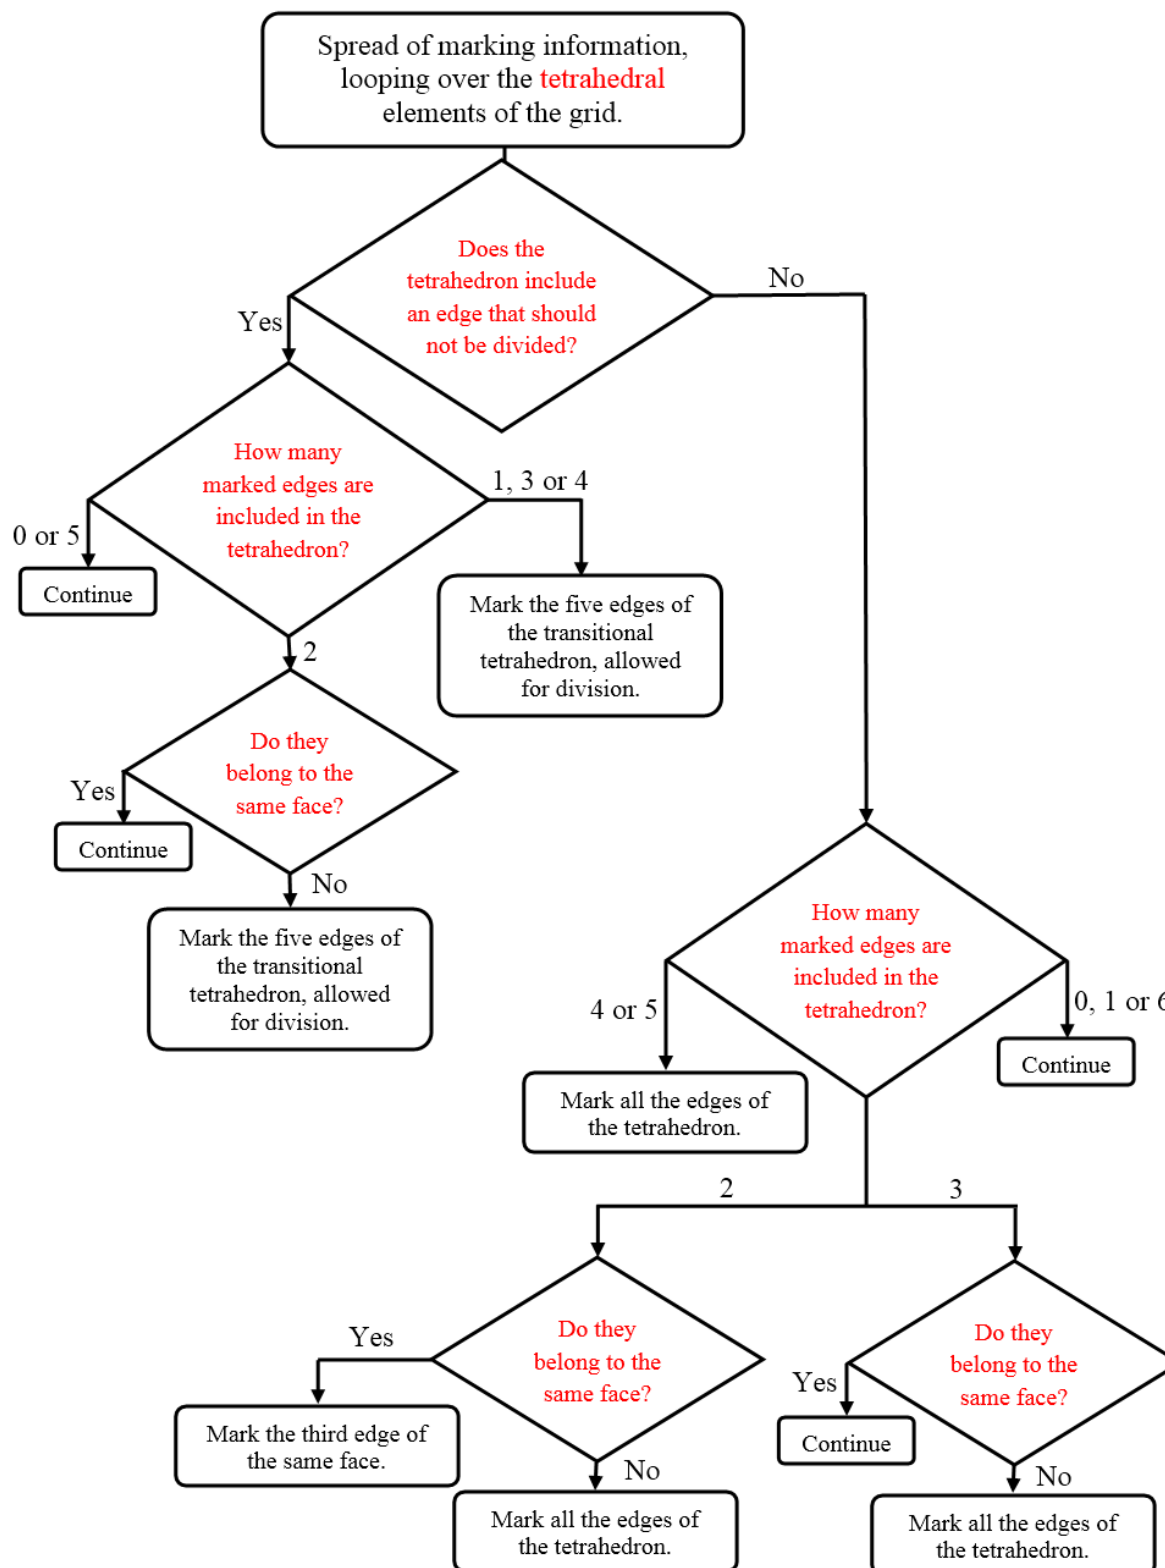 Spread of marking information,
looping over the tetrahedral
elements of the grid.
Does the
tetrahedron include
an edge that should
not be divided?
No
Yes
How many
marked edges are
included in the
tetrahedron?
1, 3 or 4
0 or 5
Continue
Mark the five edges of
the transitional
tetrahedron, allowed
for division.
2
Do they
belong to the
same face?
Yes
Continue
No
Mark the five edges of
the transitional
tetrahedron, allowed
for division.
How many
marked edges are
included in the
tetrahedron?
4 or 5
0, 1 or 6
Continue
Mark all the edges of
the tetrahedron.
2
3
Do they
belong to the
same face?
Yes
Mark the third edge of
the same face.
No
Mark all the edges of
the tetrahedron.
Do they
belong to the
same face?
Yes
Continue
No
Mark all the edges of
the tetrahedron.